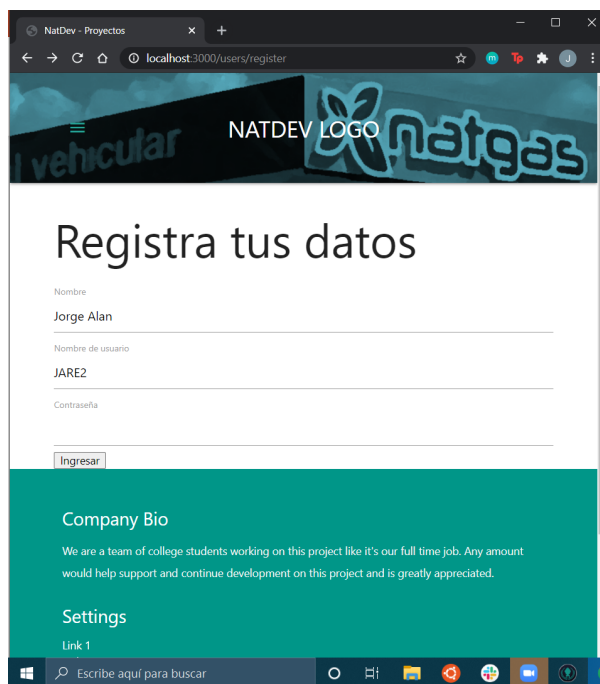 NatDev - Proyectos
localhost:3000/users/register
m
Tp
J
l vehicular
NATDEV LOGO
natgas
Registra tus datos
Nombre
Jorge Alan
Nombre de usuario
JARE2
Contraseña
Ingresar
Company Bio
We are a team of college students working on this project like it's our full time job. Any amount
would help support and continue development on this project and is greatly appreciated.
Settings
Link 1
Escribe aquí para buscar